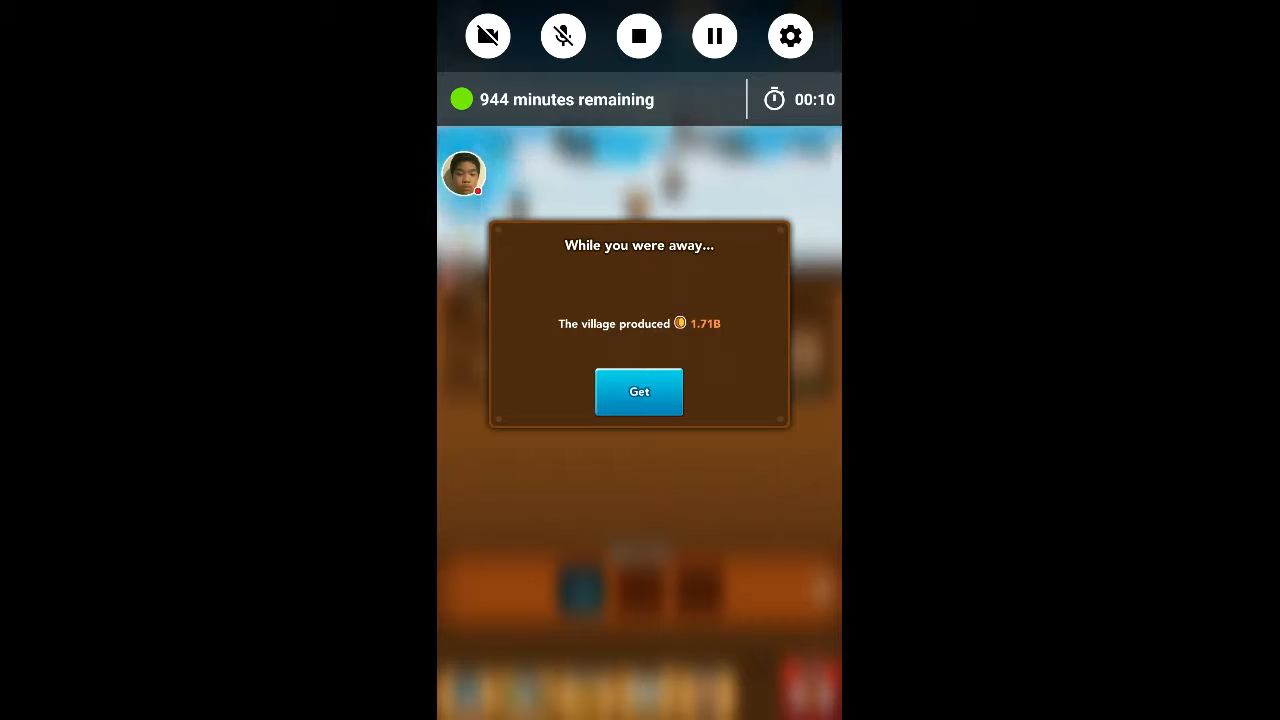 944 minutes remaining
00:10
While you were away...
The village produced 1.71B
Get